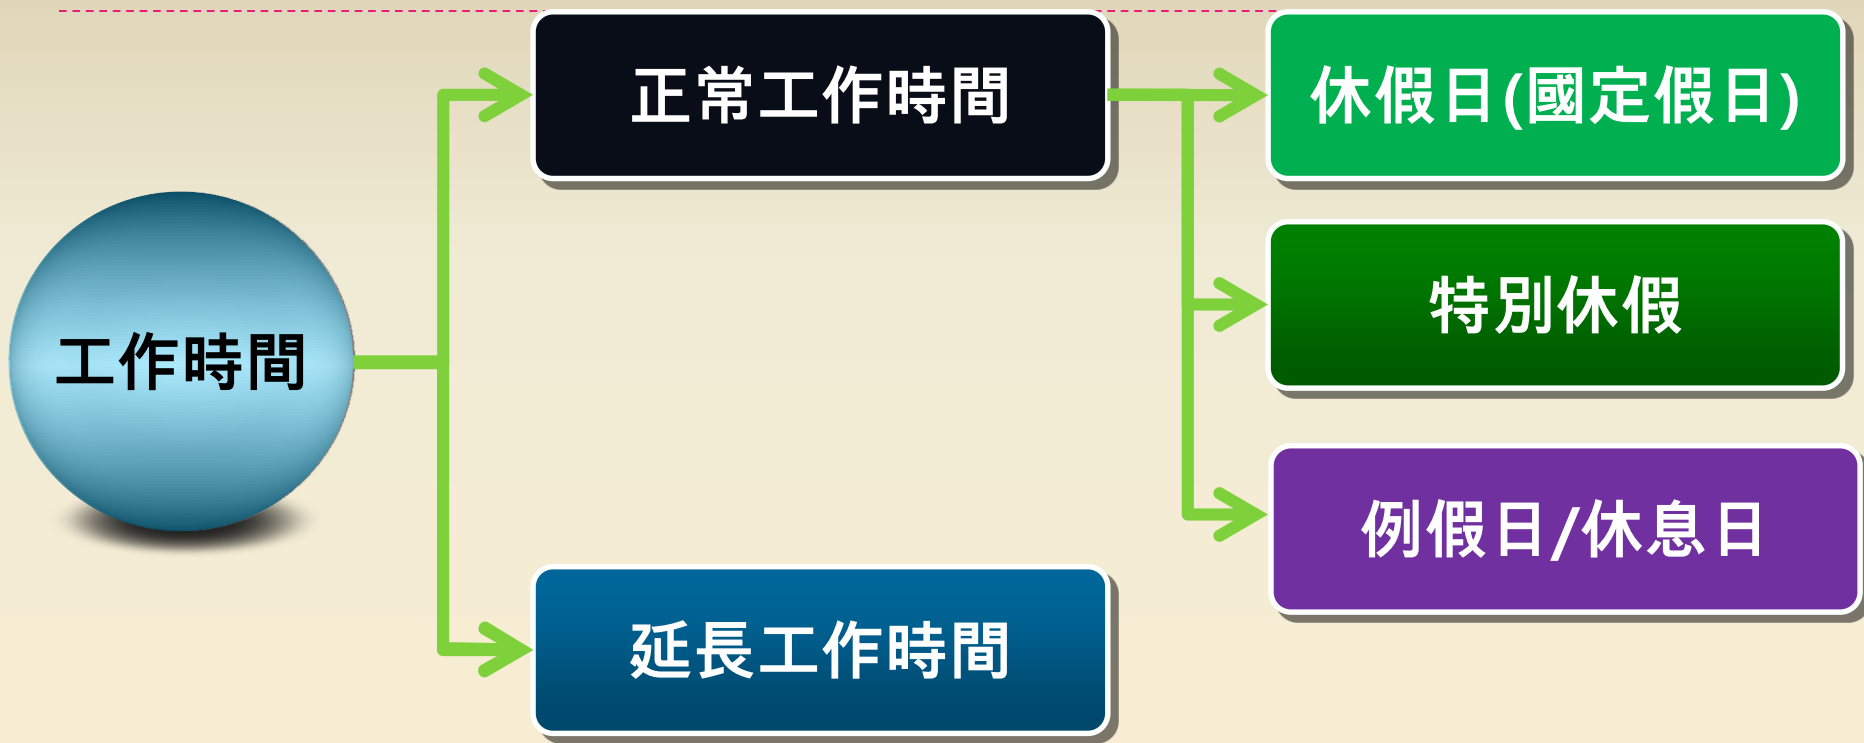 工作時間
正常工作時間
延長工作時間
休假日(國定假日)
特別休假
例假日/休息日